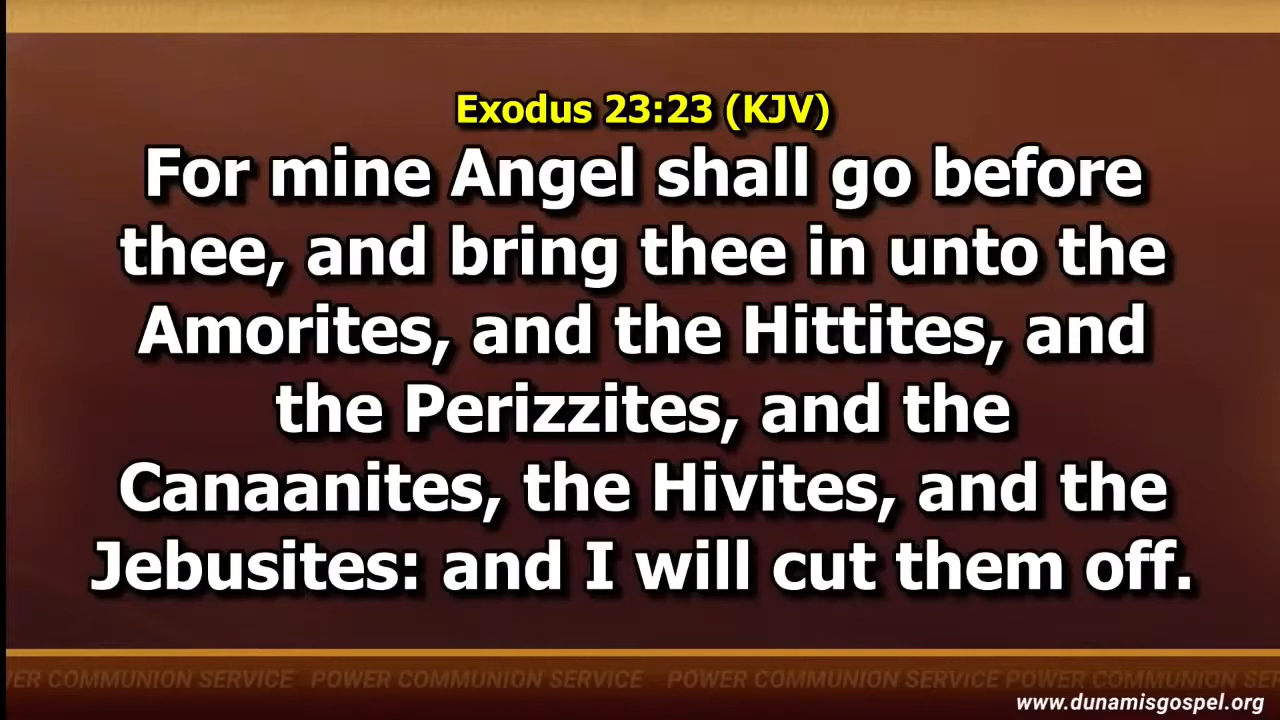 Exodus 23:23 (KJV)
For mine Angel shall go before
thee, and bring thee in unto the
Amorites, and the Hittites, and
the Perizzites, and the
Canaanites, the Hivites, and the
Jebusites: and I will cut them off.
ER COMMUNION SERVICE POWER COMMUNION SERVICE POWER COMMUNION SERVICE POWER COMMUNION SER
www.dunamisgospel.org